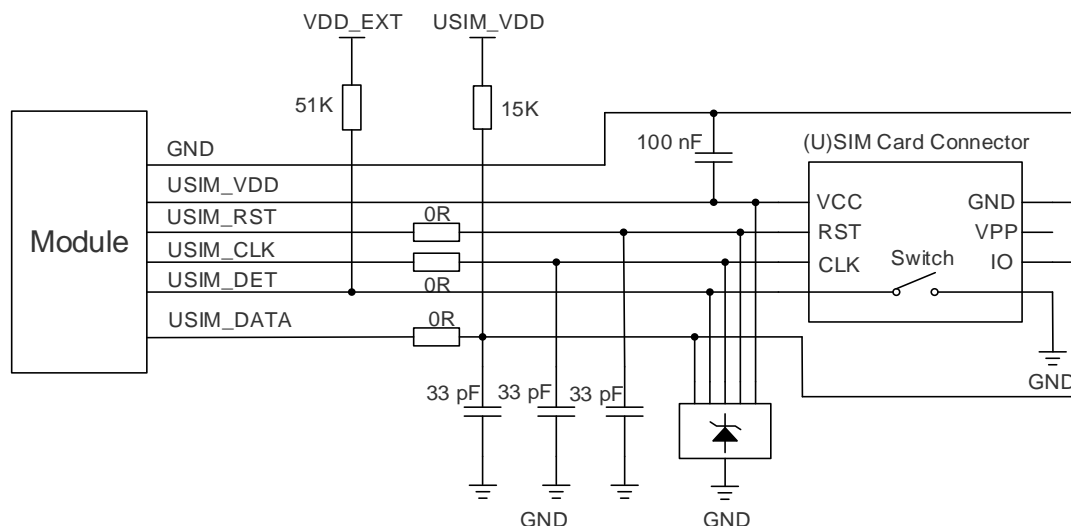 VDD_EXT USIM_VDD
51K 15K
GND
100 nF
(U)SIM Card Connector
USIM_VDD
VCC GND
USIM_RST 0R
RST VPP
Module
USIM_CLK
CLK Switch IO
USIM_DET 0R
USIM_DATA 0R
GND
33 pF 33 pF 33 pF
GND GND